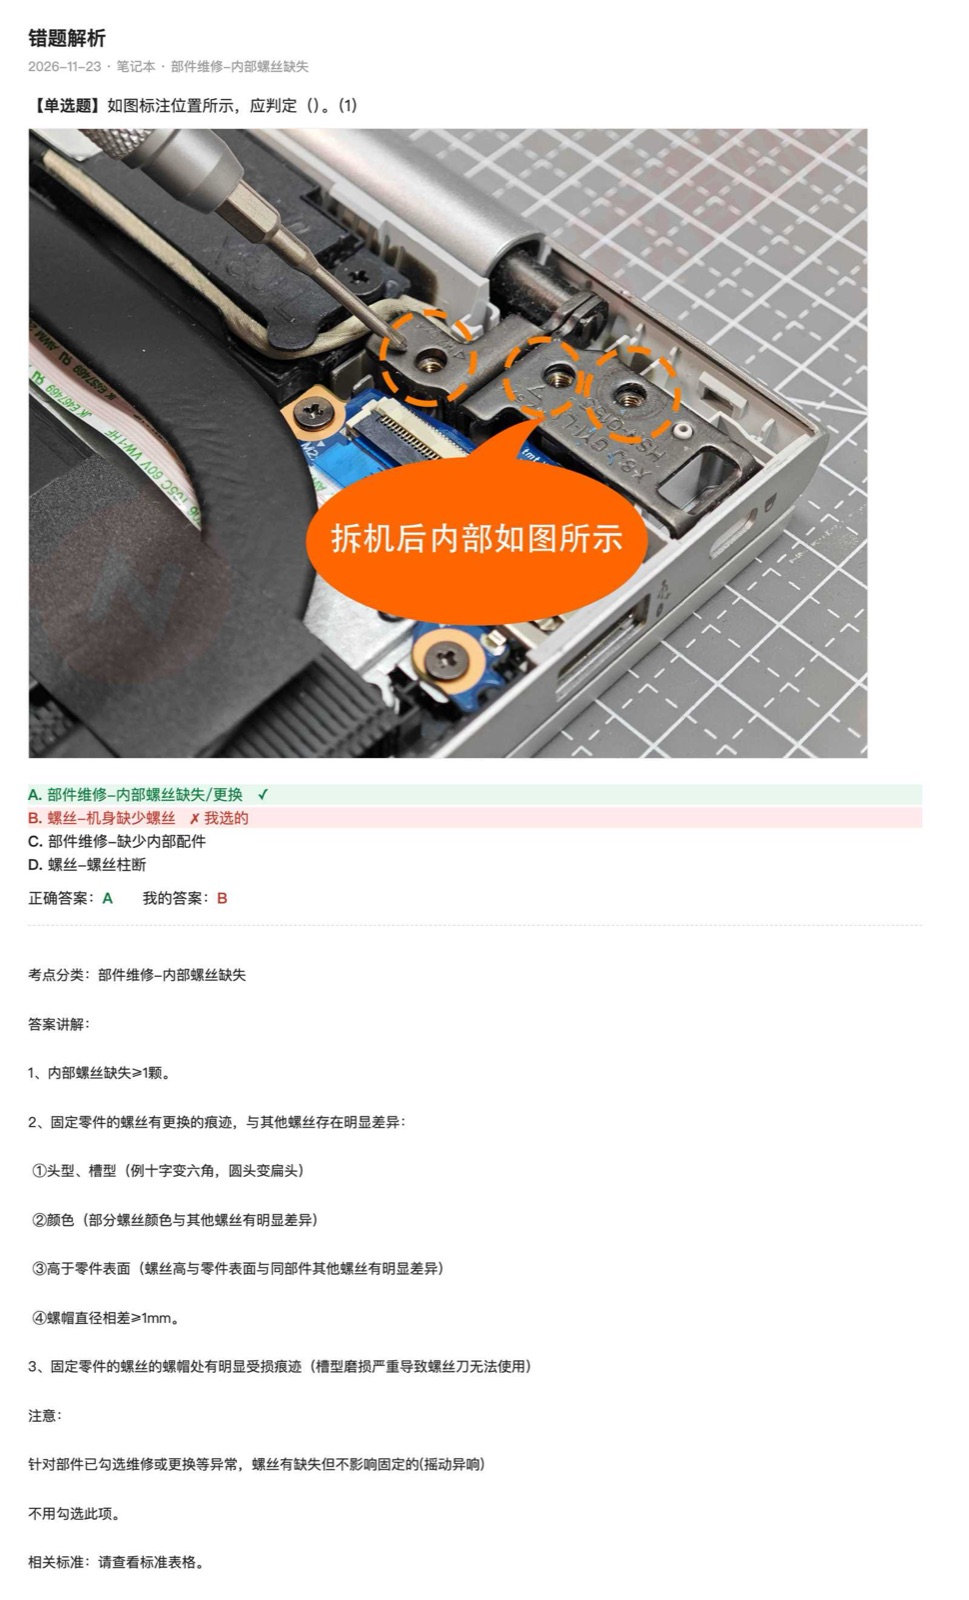 错题解析
2026-11-23 · 笔记本 · 部件维修-内部螺丝缺失
【单选题】如图标注位置所示，应判定（）。(1)
拆机后内部如图所示
A. 部件维修-内部螺丝缺失/更换 ✓
B. 螺丝-机身缺少螺丝 ✗ 我选的
C. 部件维修-缺少内部配件
D. 螺丝-螺丝柱断
正确答案：A 我的答案：B
考点分类：部件维修-内部螺丝缺失
答案讲解：
1、内部螺丝缺失≥1颗。
2、固定零件的螺丝有更换的痕迹，与其他螺丝存在明显差异：
①头型、槽型（例十字变六角，圆头变扁头）
②颜色（部分螺丝颜色与其他螺丝有明显差异）
③高于零件表面（螺丝高与零件表面与同部件其他螺丝有明显差异）
④螺帽直径相差≥1mm。
3、固定零件的螺丝的螺帽处有明显受损痕迹（槽型磨损严重导致螺丝刀无法使用）
注意：
针对部件已勾选维修或更换等异常，螺丝有缺失但不影响固定的(摇动异响)
不用勾选此项。
相关标准：请查看标准表格。